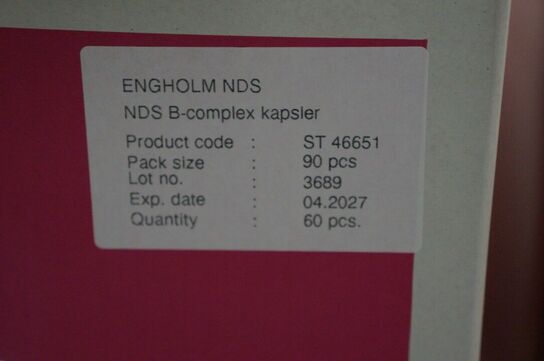 ENGHOLM NDS
NDS B-complex kapsler
Product code : ST 46651
Pack size : 90 pcs
Lot no. : 3689
Exp. date : 04.2027
Quantity : 60 pcs.